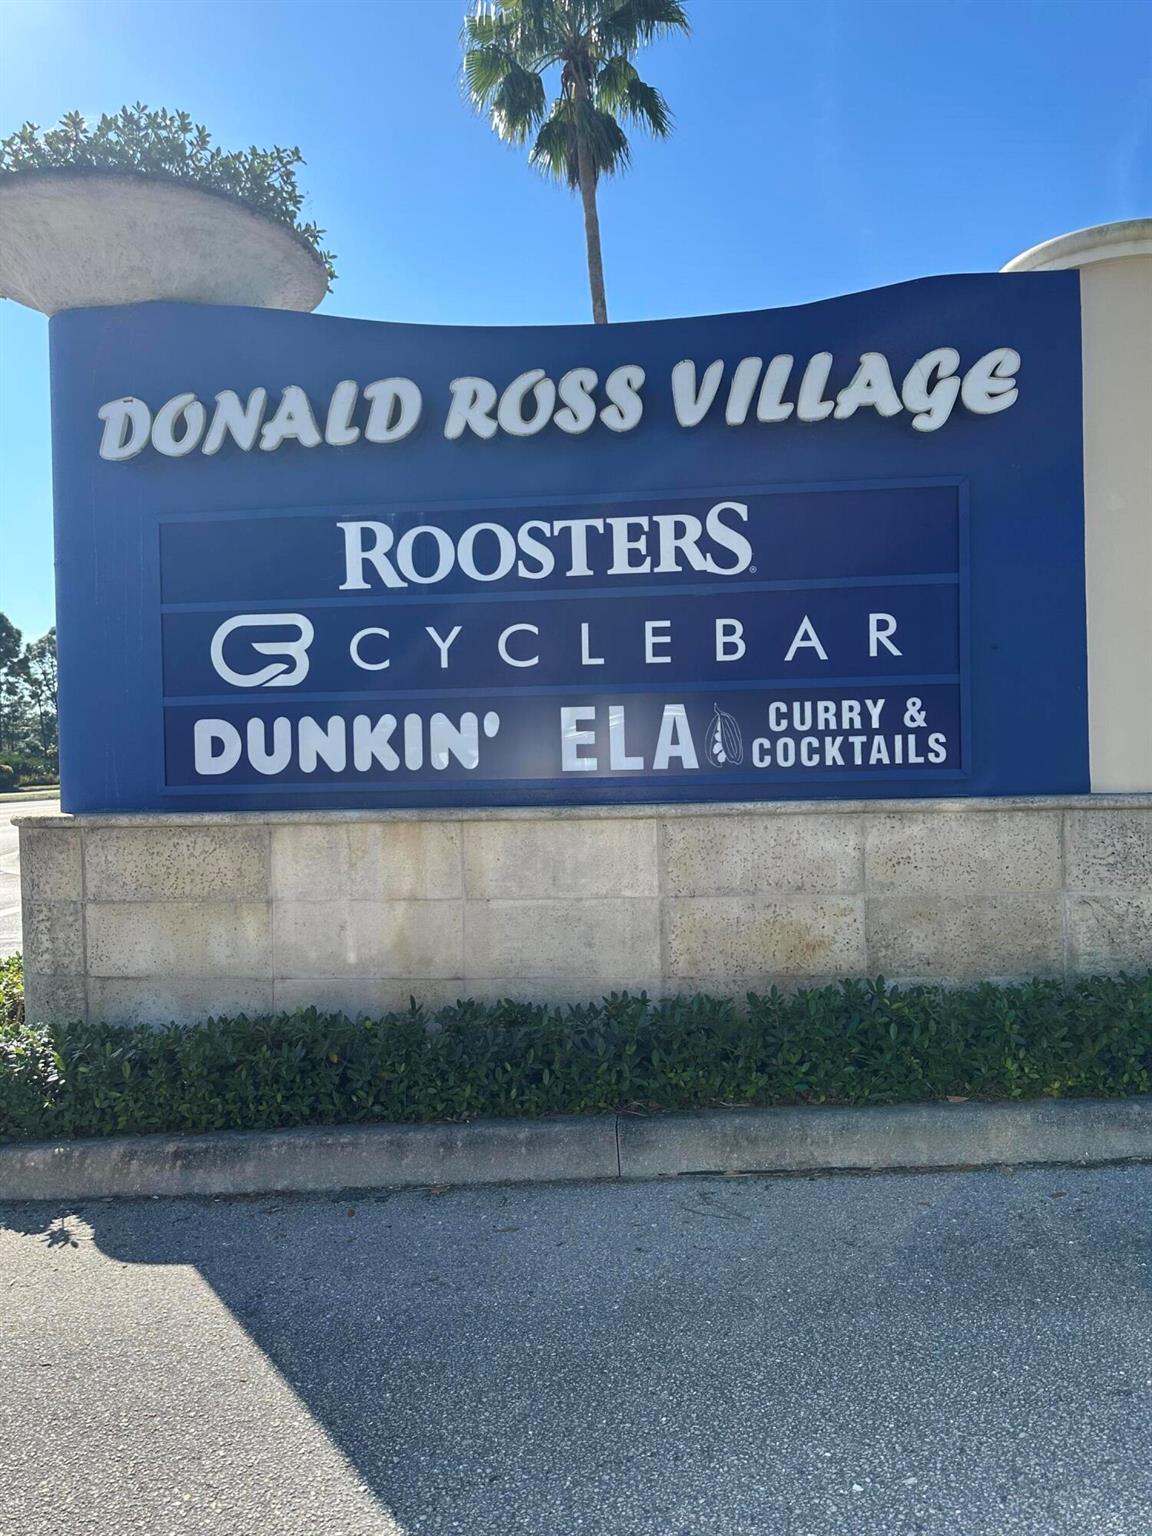 DONALD ROSS VILLAGE
ROOSTERS®
CYCLEBAR
DUNKIN' ELA CURRY &
COCKTAILS